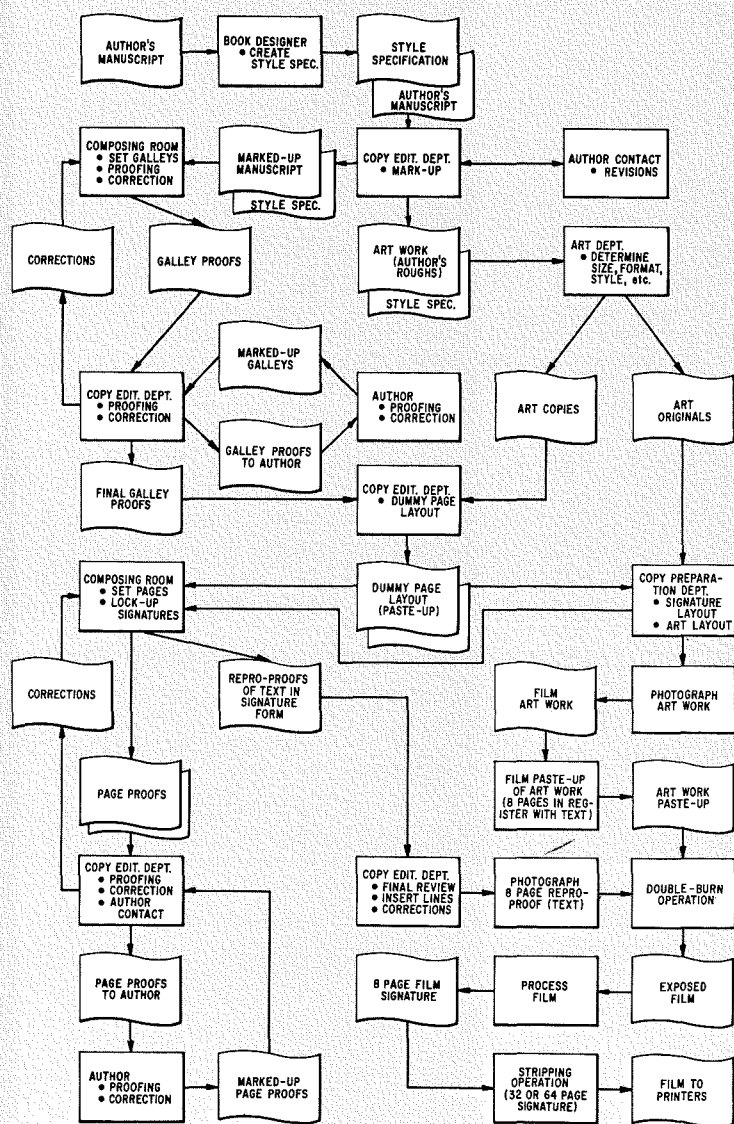 AUTHOR'S
MANUSCRIPT
BOOK DESIGNER
● CREATE
STYLE SPEC.
STYLE
SPECIFICATION
AUTHOR'S
MANUSCRIPT
COMPOSING ROOM
● SET GALLEYS
● PROOFING
● CORRECTION
MARKED-UP
MANUSCRIPT
STYLE SPEC.
COPY EDIT. DEPT.
● MARK-UP
AUTHOR CONTACT
● REVISIONS
CORRECTIONS
GALLEY PROOFS
ART WORK
(AUTHOR'S
ROUGHS)
STYLE SPEC.
ART DEPT.
● DETERMINE
SIZE, FORMAT,
STYLE, etc.
MARKED-UP
GALLEYS
COPY EDIT. DEPT.
● PROOFING
● CORRECTION
AUTHOR
● PROOFING
● CORRECTION
ART COPIES
ART
ORIGINALS
GALLEY PROOFS
TO AUTHOR
FINAL GALLEY
PROOFS
COPY EDIT. DEPT.
● DUMMY PAGE
LAYOUT
COMPOSING ROOM
● SET PAGES
● LOCK-UP
SIGNATURES
DUMMY PAGE
LAYOUT
(PASTE-UP)
COPY PREPARA-
TION DEPT.
● SIGNATURE
LAYOUT
● ART LAYOUT
CORRECTIONS
REPRO-PROOFS
OF TEXT IN
SIGNATURE
FORM
FILM
ART WORK
PHOTOGRAPH
ART WORK
PAGE PROOFS
FILM PASTE-UP
OF ART WORK
(8 PAGES IN REG-
ISTER WITH TEXT)
ART WORK
PASTE-UP
COPY EDIT. DEPT.
● PROOFING
● CORRECTION
● AUTHOR
CONTACT
COPY EDIT. DEPT.
● FINAL REVIEW
● INSERT LINES
● CORRECTIONS
PHOTOGRAPH
8 PAGE REPRO-
PROOF (TEXT)
DOUBLE-BURN
OPERATION
PAGE PROOFS
TO AUTHOR
8 PAGE FILM
SIGNATURE
PROCESS
FILM
EXPOSED
FILM
AUTHOR
● PROOFING
● CORRECTION
MARKED-UP
PAGE PROOFS
STRIPPING
OPERATION
(32 OR 64 PAGE
SIGNATURE)
FILM TO
PRINTERS